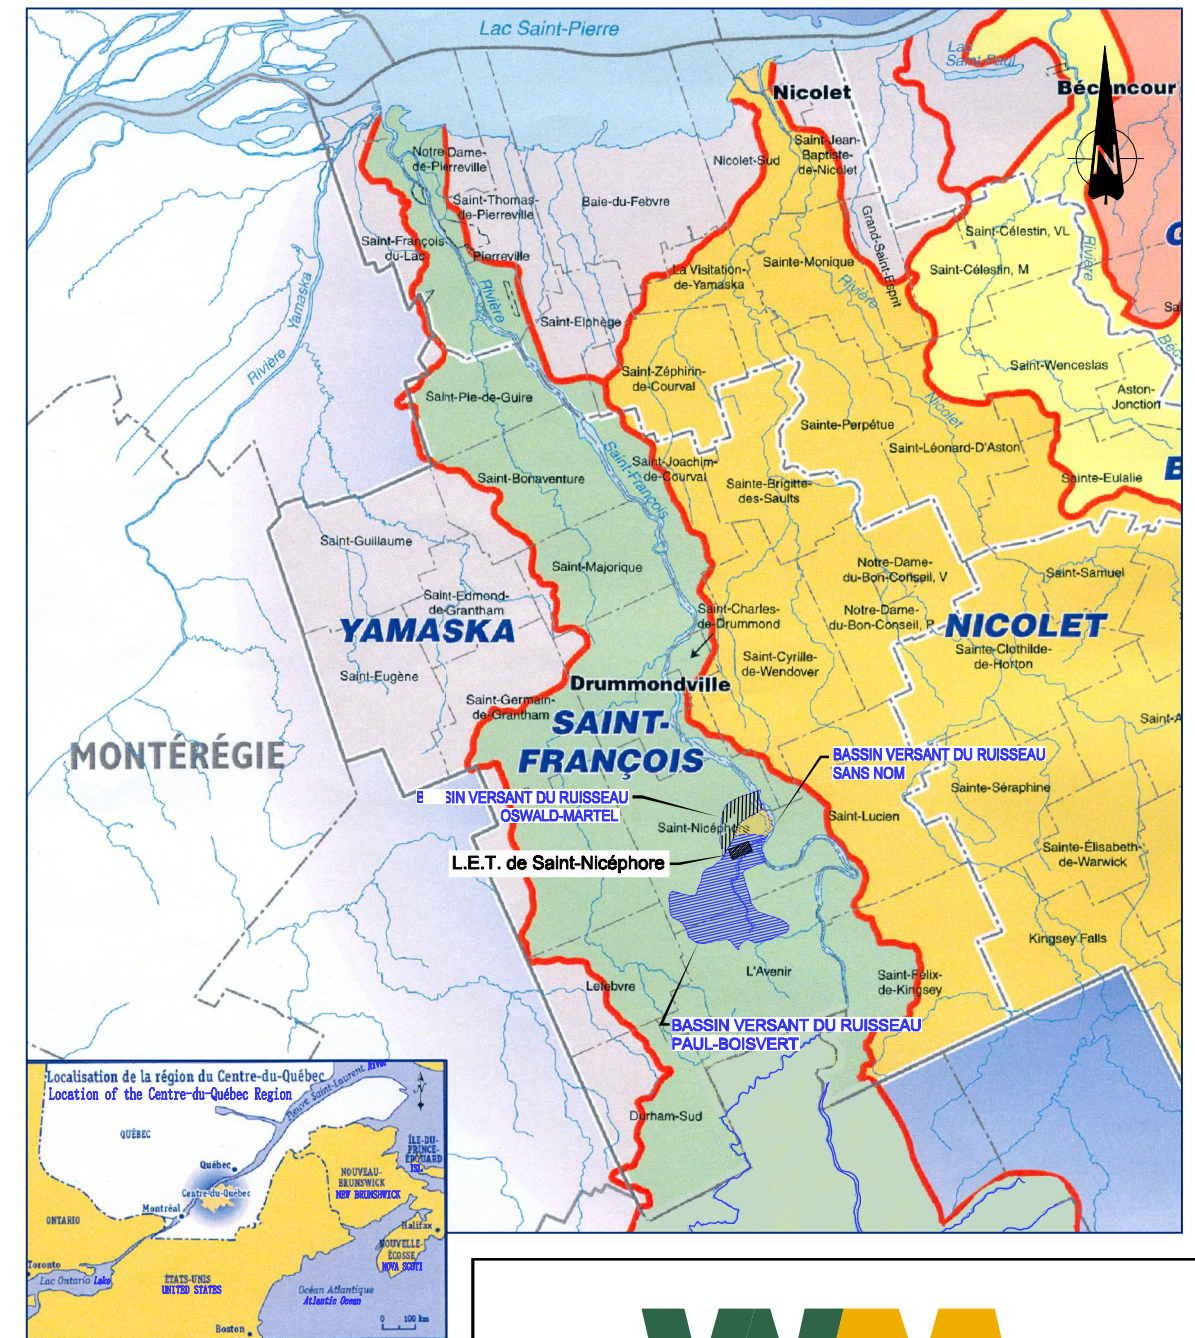 Lac Saint-Pierre
Lac
Saint-Paul
Nicolet
Bécancour
N
Notre Dame-
de-Pierreville
Saint-Jean-
Baptiste-
de-Nicolet
Nicolet-Sud
Saint-Thomas-
de-Pierreville
Baie-du-Febvre
Grand-Saint-Esprit
Saint-Célestin, VL
Saint-François-
du-Lac
Pierreville
Rivière
Sainte-Monique
La Visitation-
de-Yamaska
Saint-Célestin, M
Rivière
Rivière
Rivière Yamaska
Saint-Elphège
Saint-Wenceslas
Saint-Zéphirin-
de-Courval
Aston-
Jonction
Saint-Pie-de-Guire
Nicolet
Sainte-Perpétue
Saint-Léonard-D'Aston
Saint-François
Saint-Joachim-
de-Courval
Saint-Bonaventure
Sainte-Brigitte-
des-Saults
Sainte-Eulalie
B
Saint-Guillaume
Saint-Majorique
Notre-Dame-
du-Bon-Conseil, V
Saint-Samuel
Saint-Edmond-
de-Grantham
Saint-Charles-
de-Drummond
Notre-Dame-
du-Bon-Conseil, P
YAMASKA
NICOLET
Sainte-Clothilde-
de-Horton
Saint-Cyrille-
de-Wendover
Saint-Eugène
Drummondville
Saint-Germain-
de-Grantham
SAINT-
FRANÇOIS
MONTÉRÉGIE
BASSIN VERSANT DU RUISSEAU
SANS NOM
Sainte-Séraphine
SIN VERSANT DU RUISSEAU
OSWALD-MARTEL
Saint-Nicéphore
Saint-Lucien
L.E.T. de Saint-Nicéphore
Sainte-Élisabeth-
de-Warwick
Kingsey Falls
L'Avenir
Saint-Félix-
de-Kingsey
Lefebvre
BASSIN VERSANT DU RUISSEAU
PAUL-BOISVERT
Durham-Sud
Localisation de la région du Centre-du-Québec
Location of the Centre-du-Québec Region
Fleuve Saint-Laurent River
QUÉBEC
ÎLE-DU-
PRINCE-
ÉDOUARD
ISL
Québec
Centre-du-Québec
NOUVEAU-
BRUNSWICK
NEW BRUNSHWICK
Montréal
ONTARIO
Halifax
NOUVELLE-
ÉCOSSE
NOVA SCOTI
Toronto
Lac Ontario Lake
ÉTATS-UNIS
UNITED STATES
Océan Atlantique
Atlantic Ocean
Boston
0 100 km